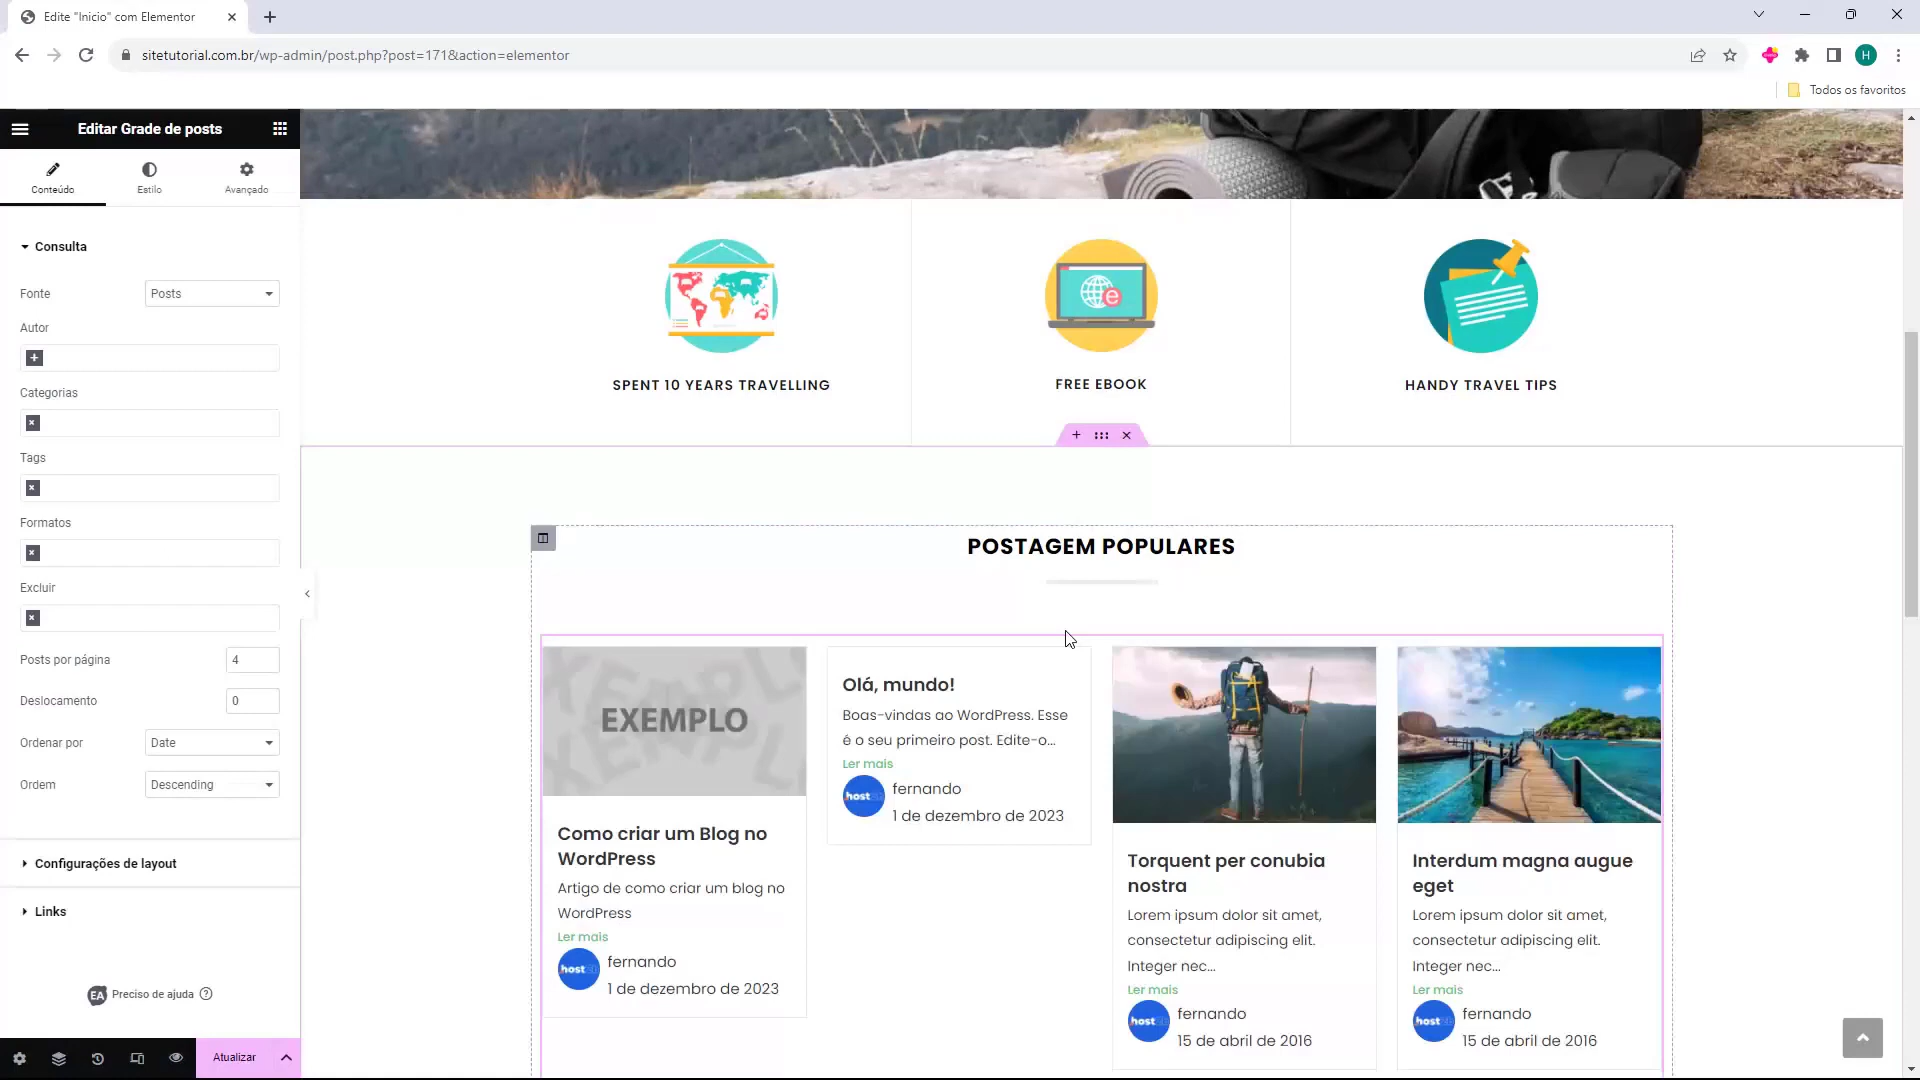 Edite "Inicio" com Elementor
sitetutorial.com.br/wp-admin/post.php?post=171&action=elementor
H
Todos os favoritos
Editar Grade de posts
Conteúdo
Estilo
Avançado
Consulta
Fonte
Posts
Autor
Categorias
Tags
Formatos
Excluir
Posts por página
4
Deslocamento
0
Ordenar por
Date
Ordem
Descending
Configurações de layout
Links
EA
Preciso de ajuda
Atualizar
SPENT 10 YEARS TRAVELLING
FREE EBOOK
HANDY TRAVEL TIPS
POSTAGEM POPULARES
EXEMPLO
Como criar um Blog no
WordPress
Artigo de como criar um blog no
WordPress
Ler mais
fernando
1 de dezembro de 2023
Olá, mundo!
Boas-vindas ao WordPress. Esse
é o seu primeiro post. Edite-o...
Ler mais
fernando
1 de dezembro de 2023
Torquent per conubia
nostra
Lorem ipsum dolor sit amet,
consectetur adipiscing elit.
Integer nec...
Ler mais
fernando
15 de abril de 2016
Interdum magna augue
eget
Lorem ipsum dolor sit amet,
consectetur adipiscing elit.
Integer nec...
Ler mais
fernando
15 de abril de 2016